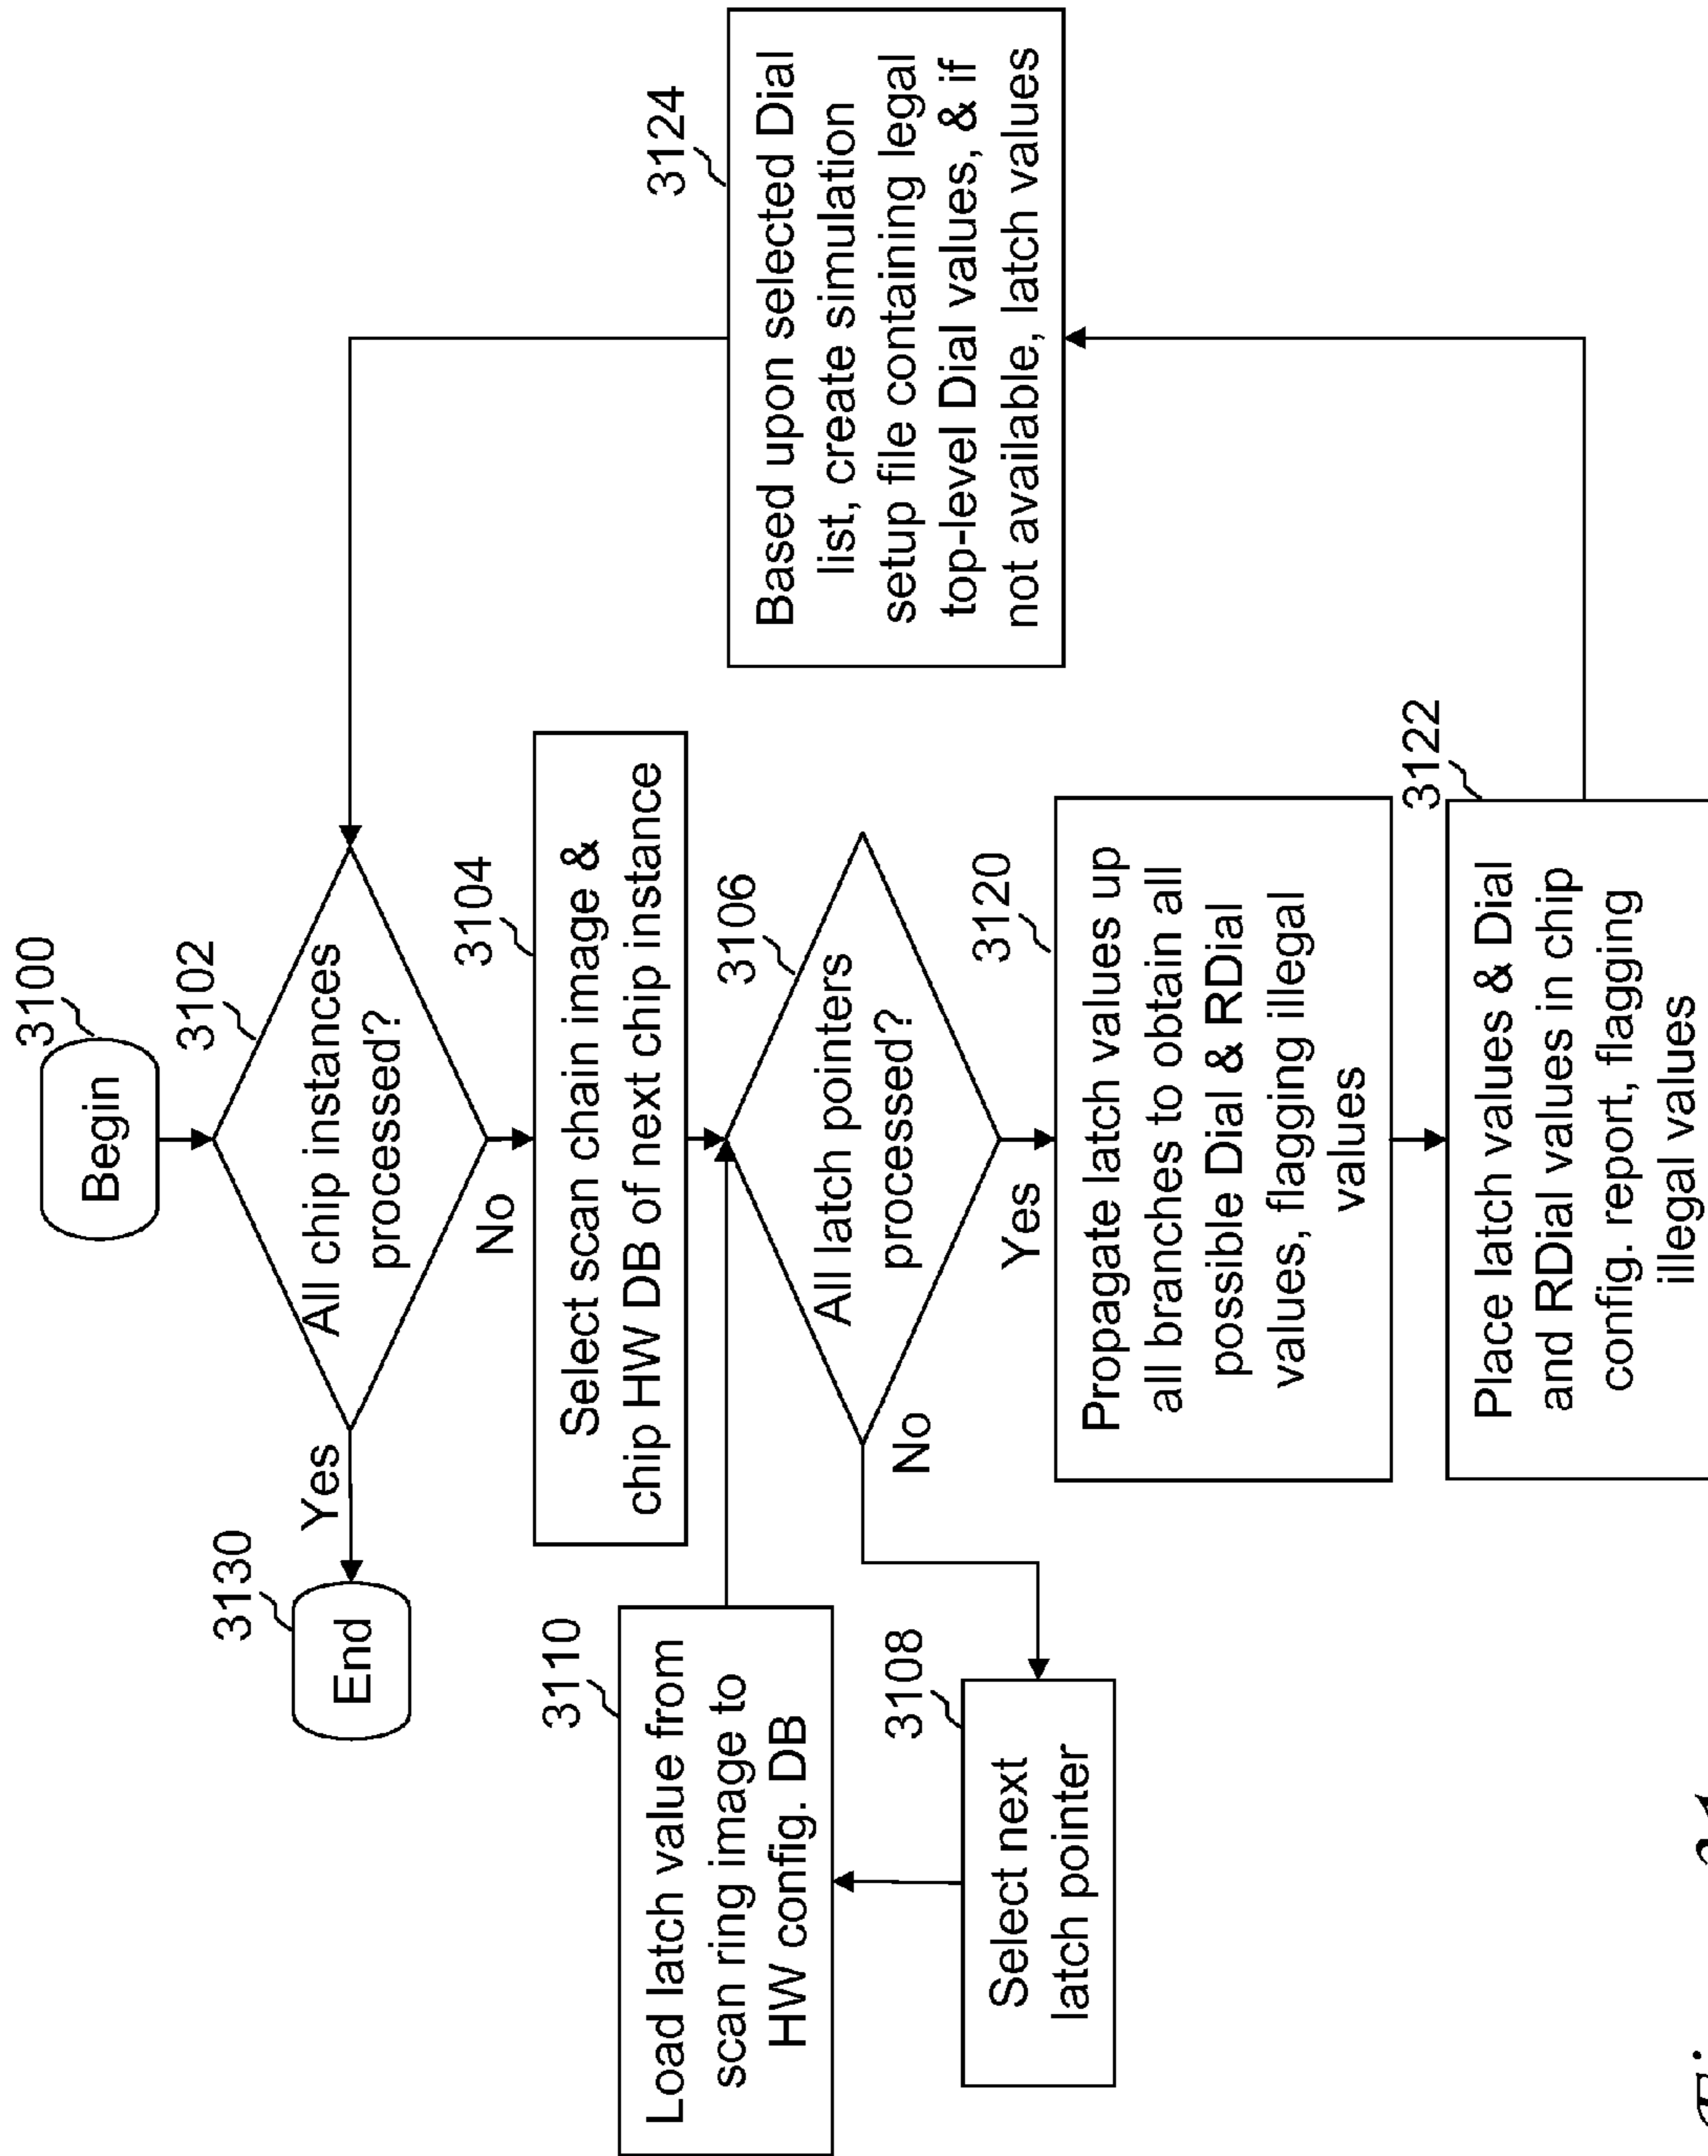 3100
Begin
3102
All chip instances
processed?
Yes
No
3130
End
3104
Select scan chain image &
chip HW DB of next chip instance
3106
All latch pointers
processed?
No
Yes
3108
Select next
latch pointer
3110
Load latch value from
scan ring image to
HW config. DB
3120
Propagate latch values up
all branches to obtain all
possible Dial & RDial
values, flagging illegal
values
3122
Place latch values & Dial
and RDial values in chip
config. report, flagging
illegal values
3124
Based upon selected Dial
list, create simulation
setup file containing legal
top-level Dial values, & if
not available, latch values